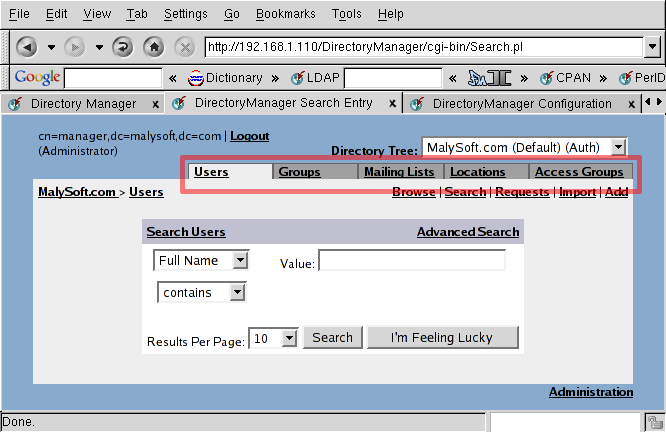 File Edit View Tab Settings Go Bookmarks Tools Help
http://192.168.1.110/DirectoryManager/cgi-bin/Search.pl
Google « Dictionary » LDAP « CPAN » PerlD
Directory Manager x DirectoryManager Search Entry x DirectoryManager Configuration x
cn=manager,dc=malysoft,dc=com | Logout
(Administrator)
Directory Tree: MalySoft.com (Default) (Auth)
Users Groups Mailing Lists Locations Access Groups
MalySoft.com > Users
Browse | Search | Requests | Import | Add
Search Users Advanced Search
Full Name Value:
contains
Results Per Page: 10 Search I'm Feeling Lucky
Administration
Done.